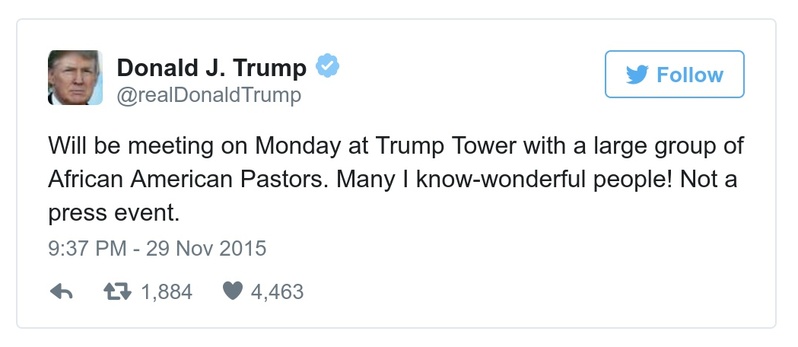 Donald J. Trump
@realDonaldTrump
Follow
Will be meeting on Monday at Trump Tower with a large group of
African American Pastors. Many I know-wonderful people! Not a
press event.
9:37 PM - 29 Nov 2015
1,884 4,463